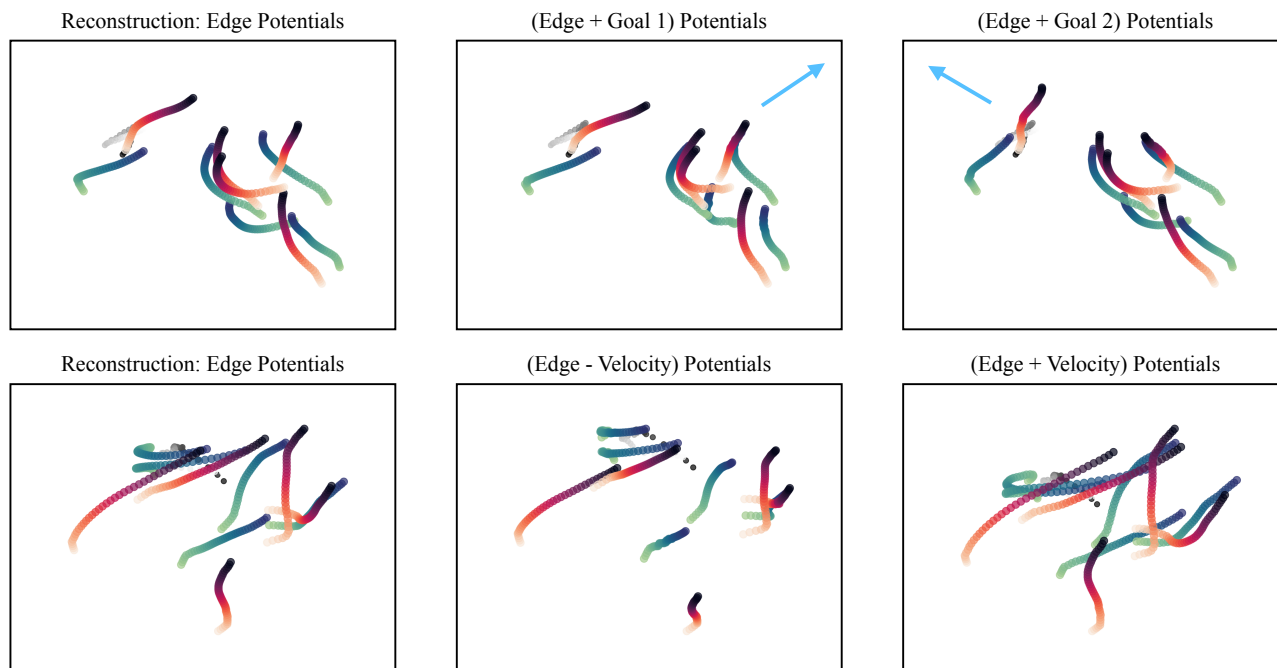 Reconstruction: Edge Potentials
(Edge + Goal 1) Potentials
(Edge + Goal 2) Potentials
Reconstruction: Edge Potentials
(Edge - Velocity) Potentials
(Edge + Velocity) Potentials